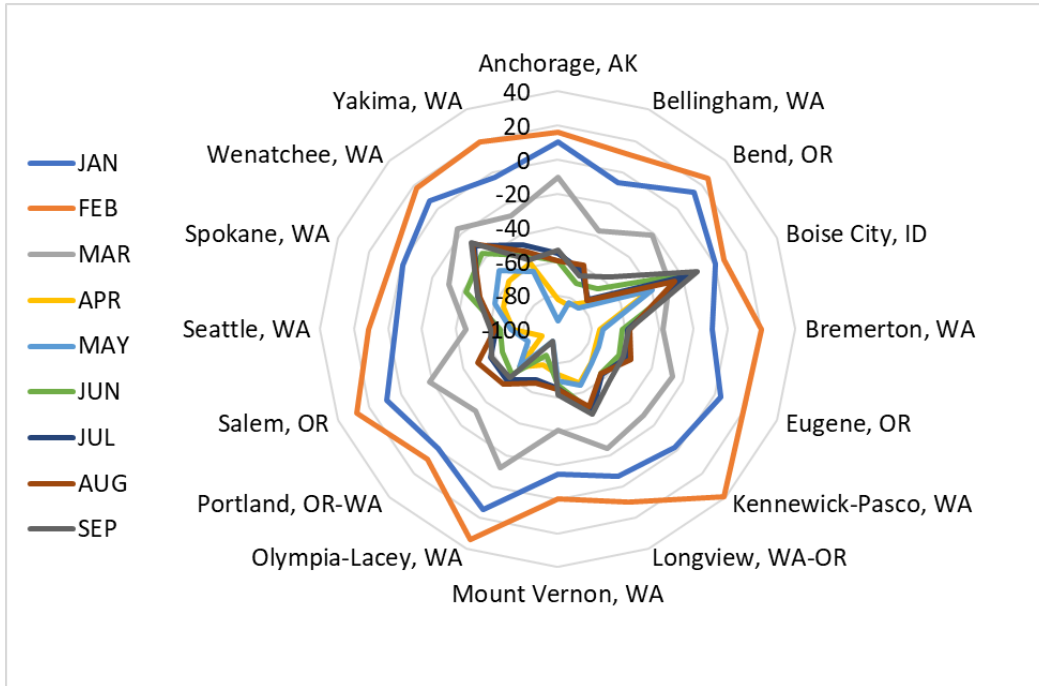 JAN
FEB
MAR
APR
MAY
JUN
JUL
AUG
SEP
40
20
0
-20
-40
-60
-80
-100
Anchorage, AK
Bellingham, WA
Bend, OR
Boise City, ID
Bremerton, WA
Eugene, OR
Kennewick-Pasco, WA
Longview, WA-OR
Mount Vernon, WA
Olympia-Lacey, WA
Portland, OR-WA
Salem, OR
Seattle, WA
Spokane, WA
Wenatchee, WA
Yakima, WA